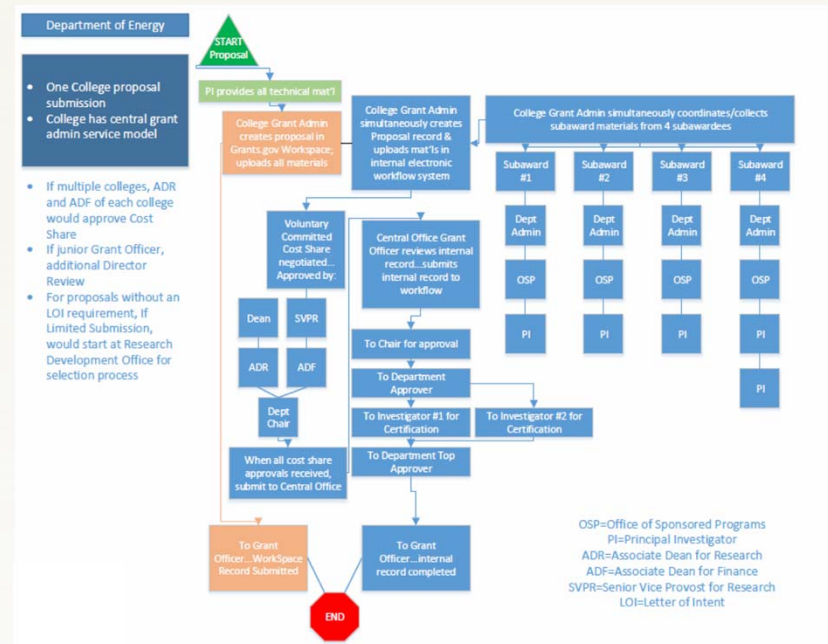 Department of Energy
• One College proposal
submission
• College has central grant
admin service model
• If multiple colleges, ADR
and ADF of each college
would approve Cost
Share
• If junior Grant Officer,
additional Director
Review
• For proposals without an
LOI requirement, If
Limited Submission,
would start at Research
Development Office for
selection process
START
Proposal
PI provides all technical mat'l
College Grant Admin
creates proposal in
Grants.gov Workspace;
uploads all materials
College Grant Admin
simultaneously creates
Proposal record &
uploads mat'ls in
internal electronic
workflow system
College Grant Admin simultaneously coordinates/collects
subaward materials from 4 subawardees
Subaward
#1
Subaward
#2
Subaward
#3
Subaward
#4
Dept
Admin
Dept
Admin
Dept
Admin
Dept
Admin
OSP
OSP
OSP
OSP
PI
PI
PI
PI
PI
Voluntary
Committed
Cost Share
negotiated...
Approved by:
Dean
SVPR
ADR
ADF
Dept
Chair
When all cost share
approvals received,
submit to Central Office
Central Office Grant
Officer reviews internal
record...submits
internal record to
workflow
To Chair for approval
To Department
Approver
To Investigator #1 for
Certification
To Investigator #2 for
Certification
To Department Top
Approver
To Grant
Officer...WorkSpace
Record Submitted
To Grant
Officer...internal
record completed
END
OSP=Office of Sponsored Programs
PI=Principal Investigator
ADR=Associate Dean for Research
ADF=Associate Dean for Finance
SVPR=Senior Vice Provost for Research
LOI=Letter of Intent